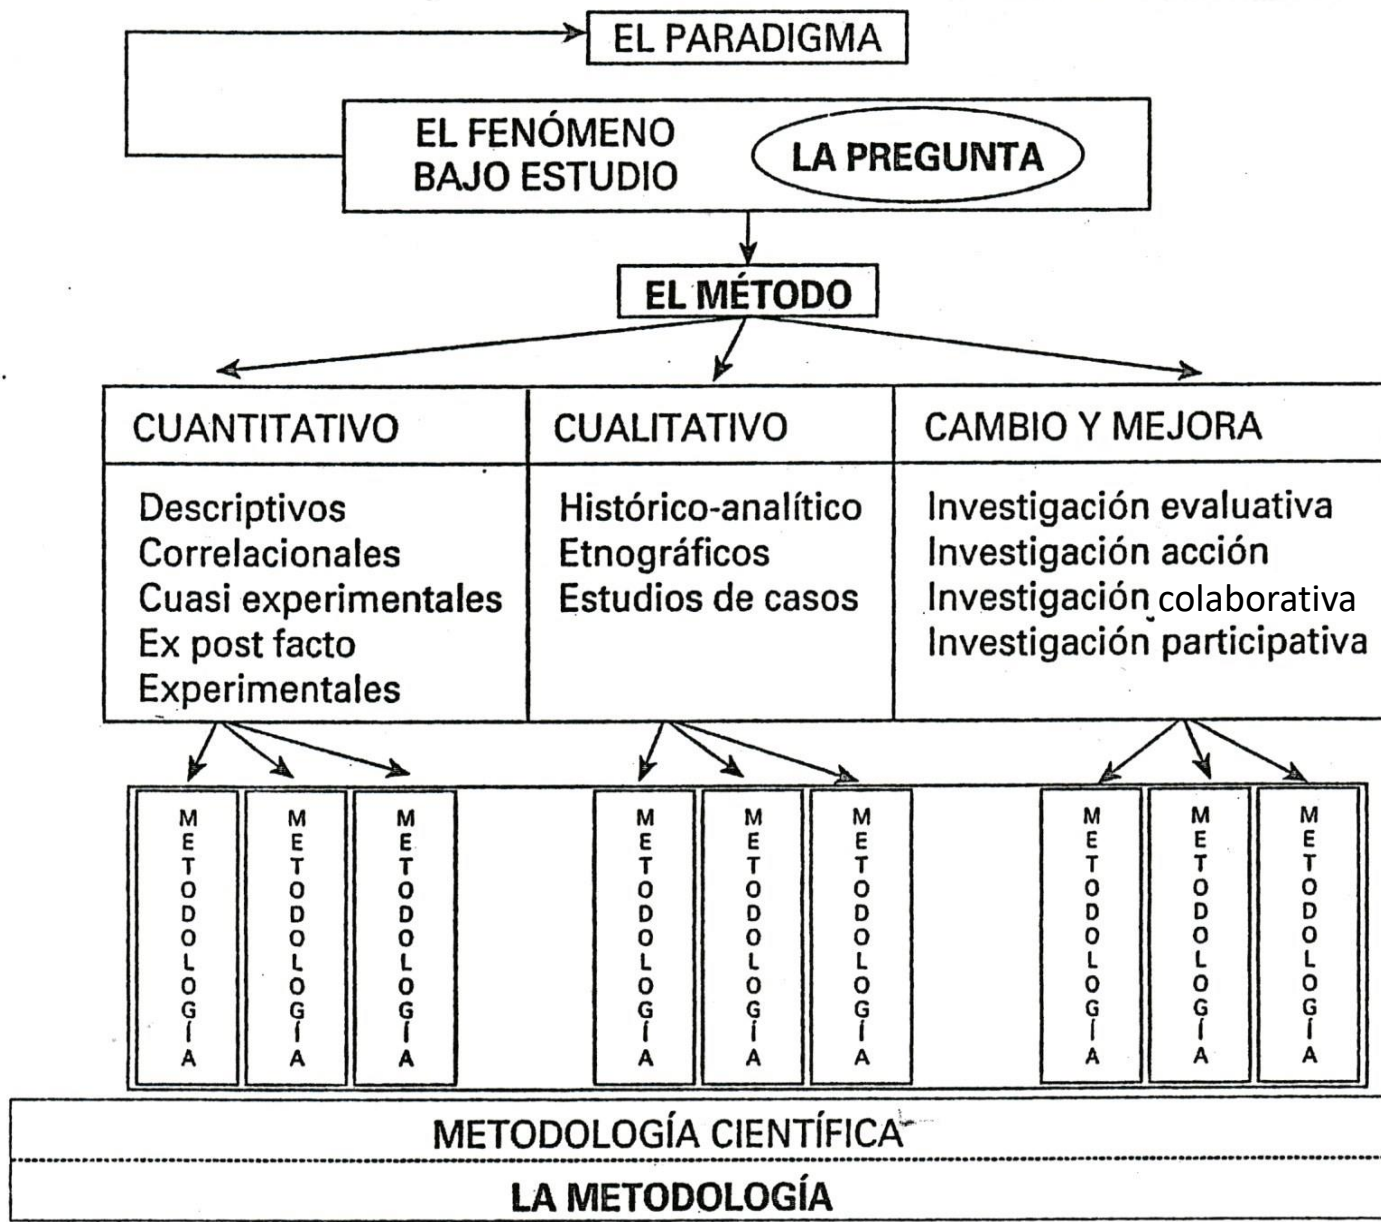 EL PARADIGMA
EL FENÓMENO
BAJO ESTUDIO
LA PREGUNTA
EL MÉTODO
CUANTITATIVO
Descriptivos
Correlacionales
Cuasi experimentales
Ex post facto
Experimentales
CUALITATIVO
Histórico-analítico
Etnográficos
Estudios de casos
CAMBIO Y MEJORA
Investigación evaluativa
Investigación acción
Investigación colaborativa
Investigación participativa
METODOLOGÍA
METODOLOGÍA
METODOLOGÍA
METODOLOGÍA
METODOLOGÍA
METODOLOGÍA
METODOLOGÍA
METODOLOGÍA
METODOLOGÍA
METODOLOGÍA CIENTÍFICA
LA METODOLOGÍA